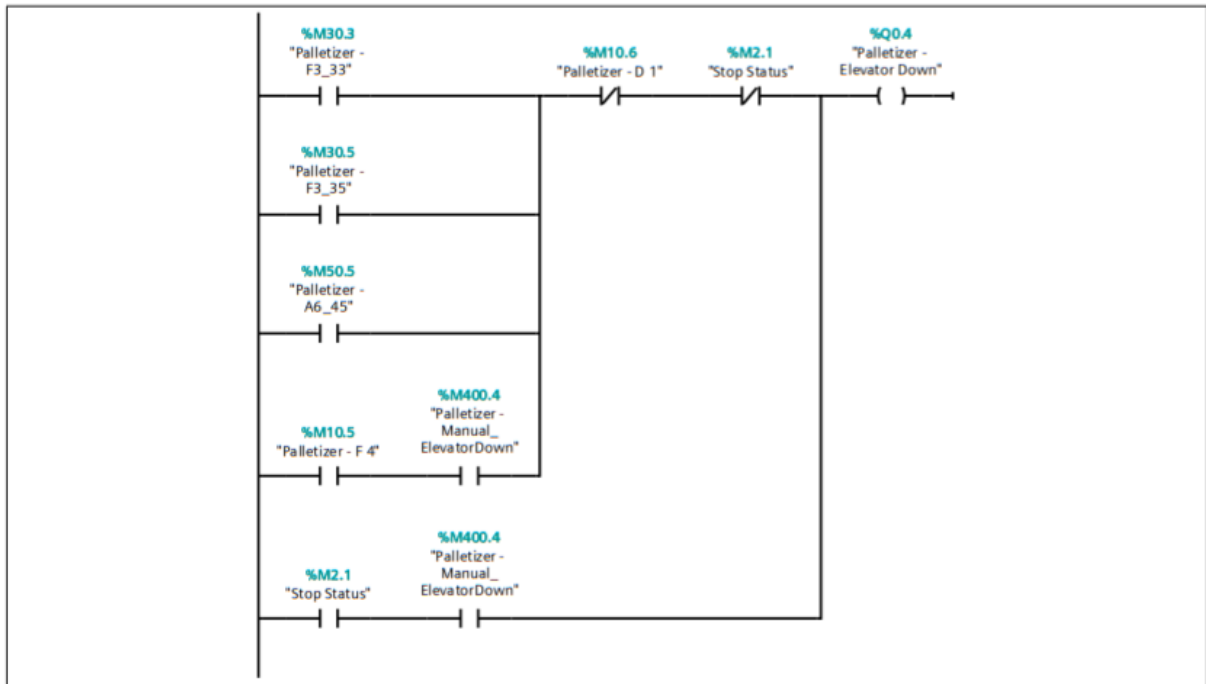 %M30.3
"Palletizer -
F3_33"
%M10.6
"Palletizer - D 1"
%M2.1
"Stop Status"
%Q0.4
"Palletizer -
Elevator Down"
%M30.5
"Palletizer -
F3_35"
%M50.5
"Palletizer -
A6_45"
%M10.5
"Palletizer - F 4"
%M400.4
"Palletizer -
Manual_
ElevatorDown"
%M2.1
"Stop Status"
%M400.4
"Palletizer -
Manual_
ElevatorDown"